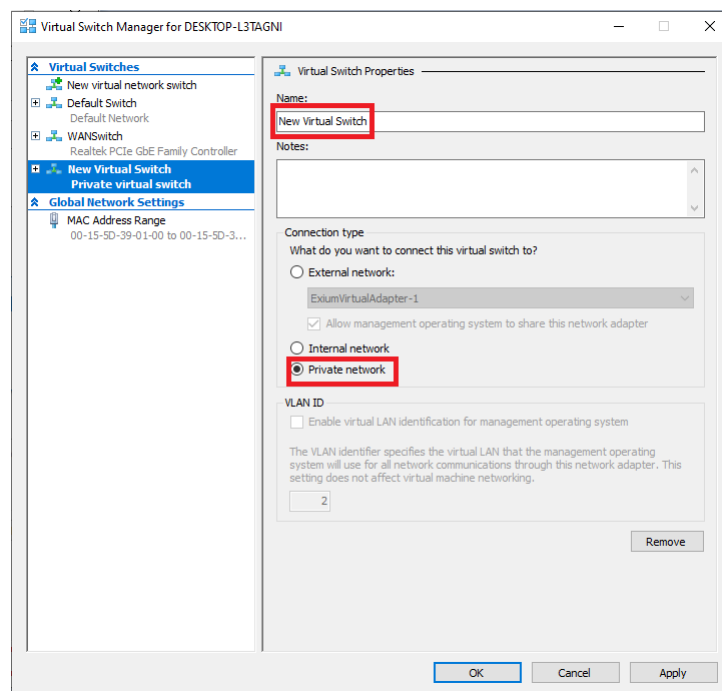 Virtual Switch Manager for DESKTOP-L3TAGNI
Virtual Switches
New virtual network switch
Default Switch
Default Network
WANSwitch
Realtek PCIe GbE Family Controller
New Virtual Switch
Private virtual switch
Global Network Settings
MAC Address Range
00-15-5D-39-01-00 to 00-15-5D-3...
Virtual Switch Properties
Name:
New Virtual Switch
Notes:
Connection type
What do you want to connect this virtual switch to?
External network:
ExiumVirtualAdapter-1
Allow management operating system to share this network adapter
Internal network
Private network
VLAN ID
Enable virtual LAN identification for management operating system
The VLAN identifier specifies the virtual LAN that the management operating
system will use for all network communications through this network adapter. This
setting does not affect virtual machine networking.
2
Remove
OK Cancel Apply